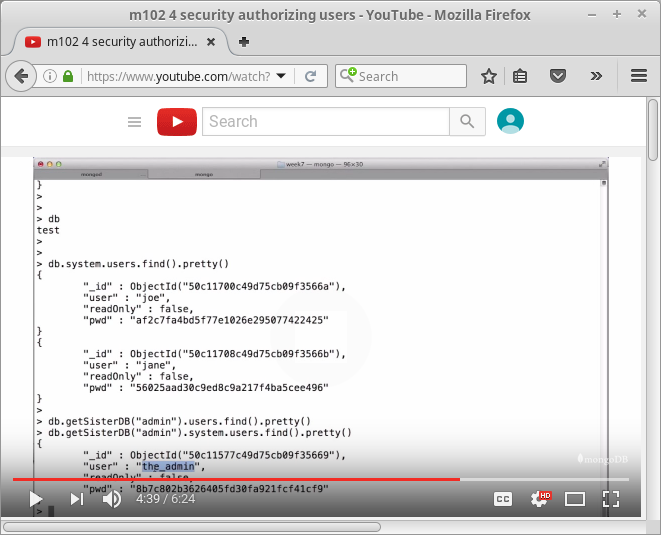 m102 4 security authorizing users - YouTube - Mozilla Firefox
m102 4 security authorizi...
https://www.youtube.com/watch?
Search
Search
week7 — mongo — 96×30
mongod
mongo
}
>
>
> db
test
>
>
> db.system.users.find().pretty()
{
"_id" : ObjectId("50c11700c49d75cb09f3566a"),
"user" : "joe",
"readOnly" : false,
"pwd" : "af2c7fa4bd5f77e1026e295077422425"
}
{
"_id" : ObjectId("50c11708c49d75cb09f3566b"),
"user" : "jane",
"readOnly" : false,
"pwd" : "56025aad30c9ed8c9a217f4ba5cee496"
}
>
> db.getSisterDB("admin").users.find().pretty()
> db.getSisterDB("admin").system.users.find().pretty()
{
"_id" : ObjectId("50c11577c49d75cb09f35669"),
"user" : "the_admin",
mongoDB
"readOnly" : false,
"pwd" : "8b7c802b3626405fd30fa921fcf41cf9"
4:39 / 6:24
CC
HD
>